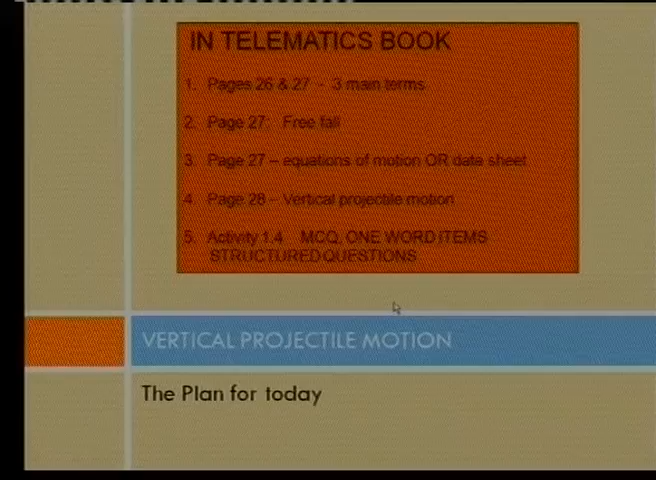 IN TELEMATICS BOOK
1. Pages 26 & 27 - 3 main terms
2. Page 27: Free fall
3. Page 27 – equations of motion OR data sheet
4. Page 28 – Vertical projectile motion
5. Activity 1.4 MCQ, ONE WORD ITEMS
STRUCTURED QUESTIONS
VERTICAL PROJECTILE MOTION
The Plan for today